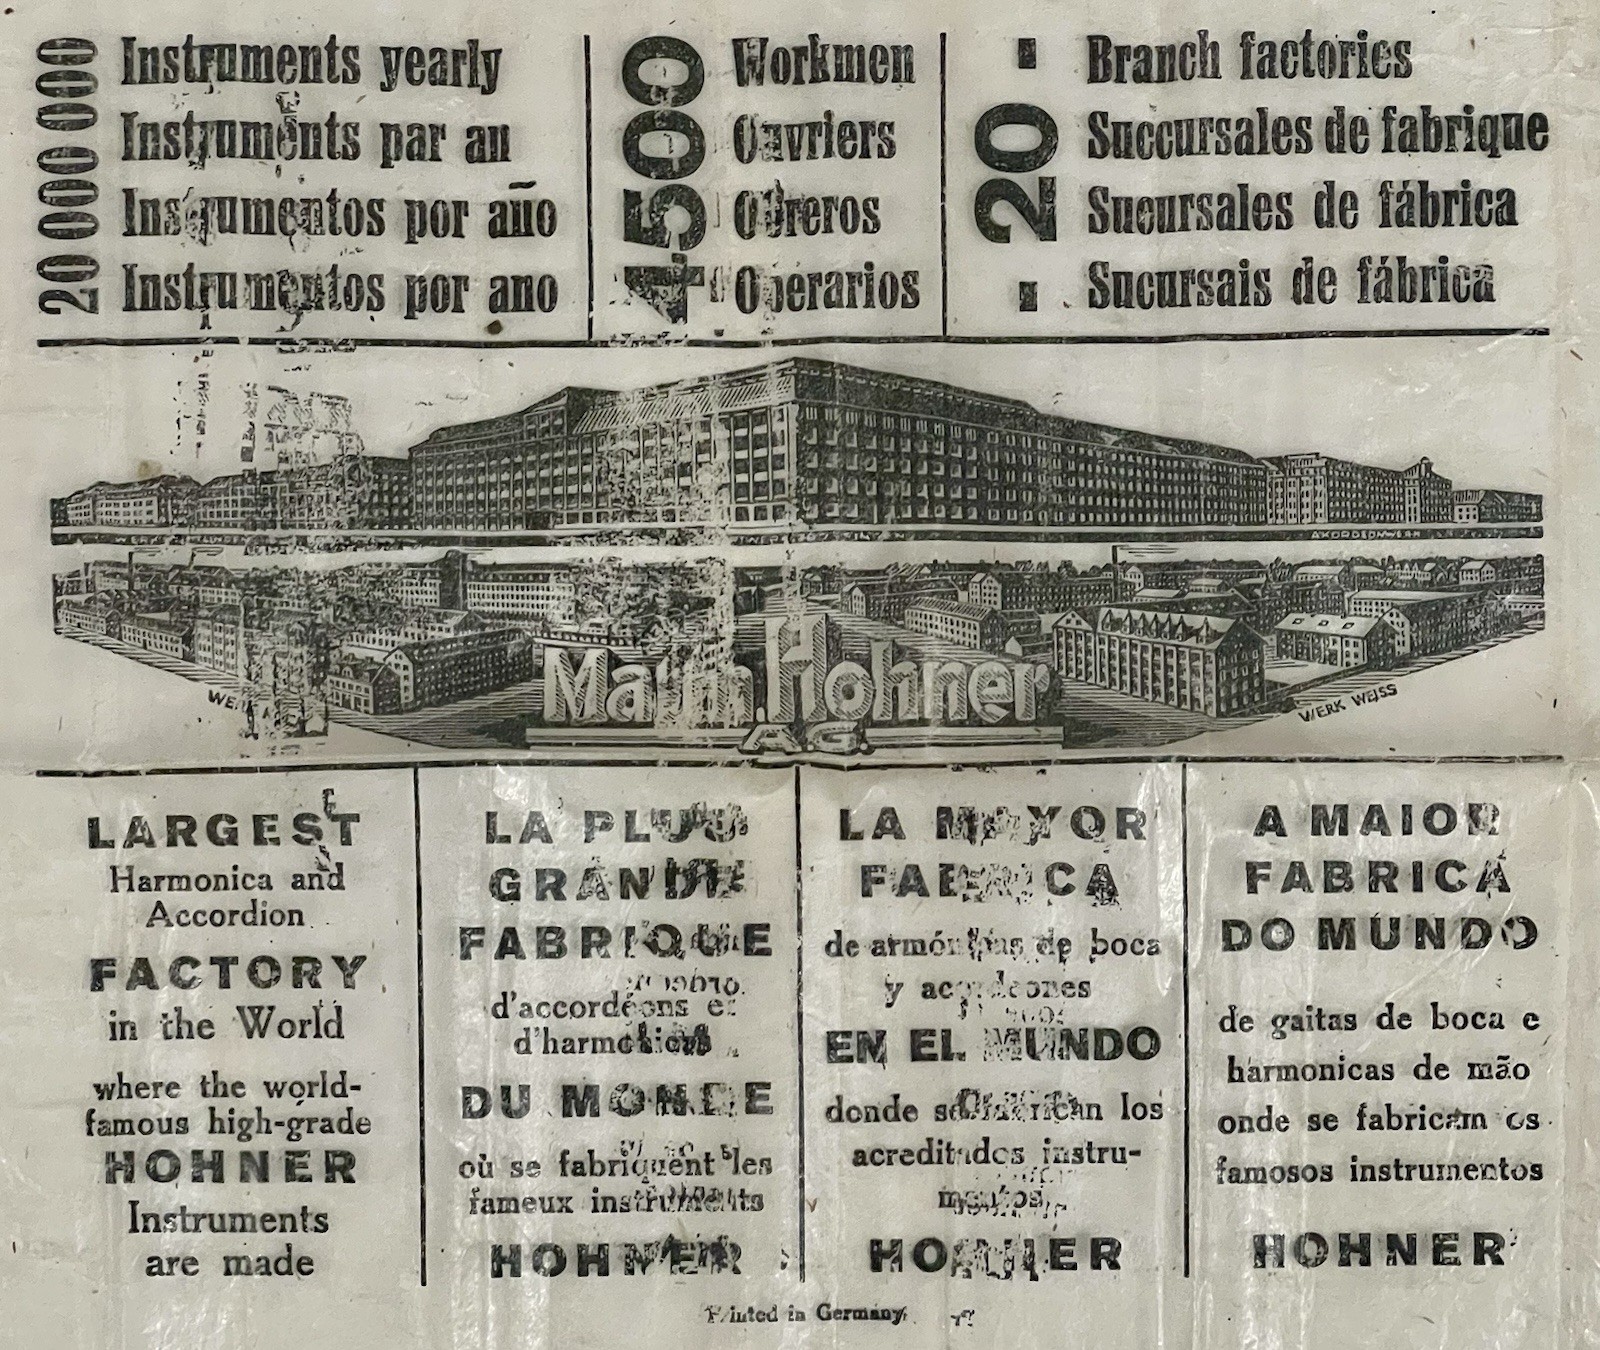 20 000 000
Instruments yearly
Instruments par an
Instrumentos por año
Instrumentos por ano
4500
Workmen
Ouvriers
Obreros
Operarios
20
Branch factories
Succursales de fabrique
Sucursales de fábrica
Sucursais de fábrica
WERK
AKORDEONWERK
WERK WEISS
Matth. Hohner
A.G.
LARGEST
Harmonica and
Accordion
FACTORY
in the World
where the world-
famous high-grade
HOHNER
Instruments
are made
LA PLUS
GRANDE
FABRIQUE
d'accordéons et
d'harmonicas
DU MONDE
où se fabriquent les
fameux instruments
HOHNER
LA MAYOR
FABRICA
de armónicas de boca
y acordeones
EN EL MUNDO
donde se fabrican los
acreditados instru-
mentos
HOHNER
A MAIOR
FABRICA
DO MUNDO
de gaitas de boca e
harmonicas de mão
onde se fabricam os
famosos instrumentos
HOHNER
Printed in Germany